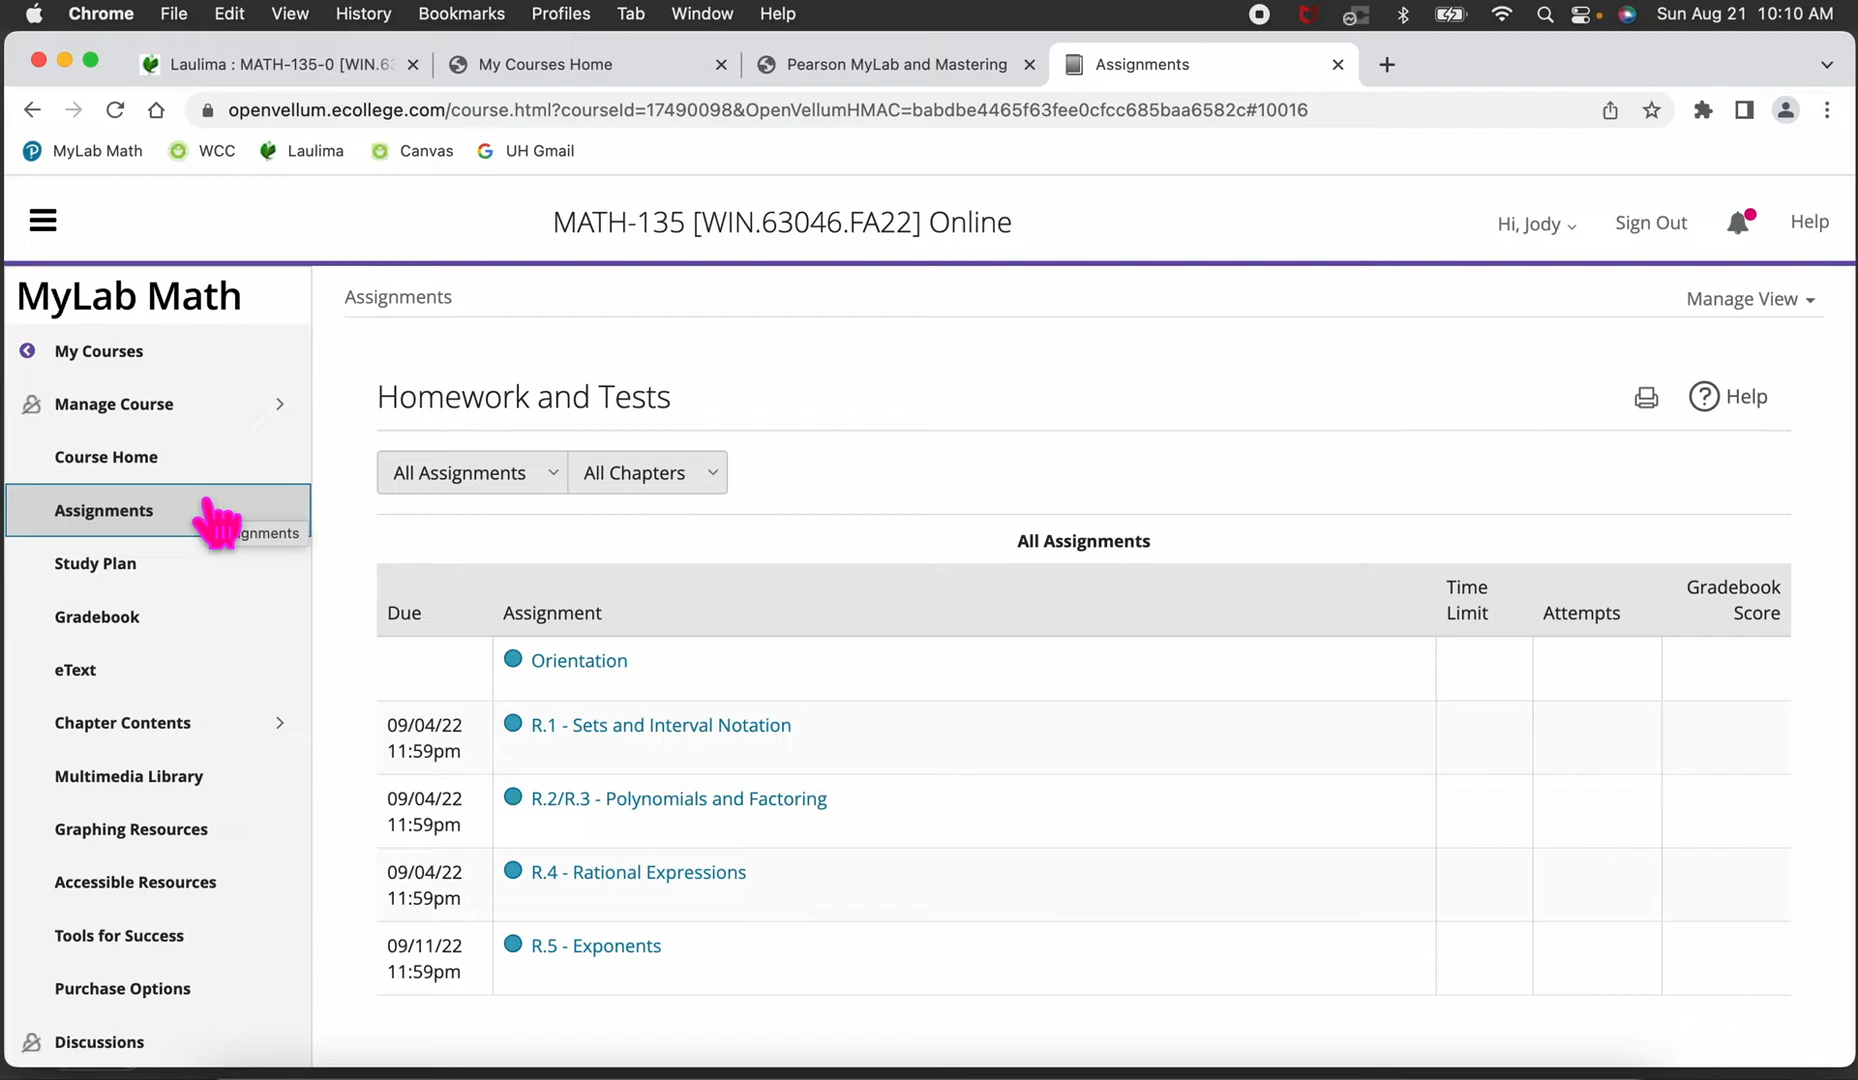 Chrome File Edit View History Bookmarks Profiles Tab Window Help Sun Aug 21 10:10 AM
Laulima : MATH-135-0 [WIN.63 My Courses Home Pearson MyLab and Mastering Assignments
openvellum.ecollege.com/course.html?courseId=17490098&OpenVellumHMAC=babdbe4465f63fee0cfcc685baa6582c#10016
MyLab Math WCC Laulima Canvas UH Gmail
MATH-135 [WIN.63046.FA22] Online Hi, Jody Sign Out Help
MyLab Math
My Courses
Manage Course
Course Home
Assignments
gnments
Study Plan
Gradebook
eText
Chapter Contents
Multimedia Library
Graphing Resources
Accessible Resources
Tools for Success
Purchase Options
Discussions
Assignments Manage View
Homework and Tests ? Help
All Assignments All Chapters
All Assignments
Due Assignment Time Limit Attempts Gradebook Score
Orientation
09/04/22 R.1 - Sets and Interval Notation
11:59pm
09/04/22 R.2/R.3 - Polynomials and Factoring
11:59pm
09/04/22 R.4 - Rational Expressions
11:59pm
09/11/22 R.5 - Exponents
11:59pm